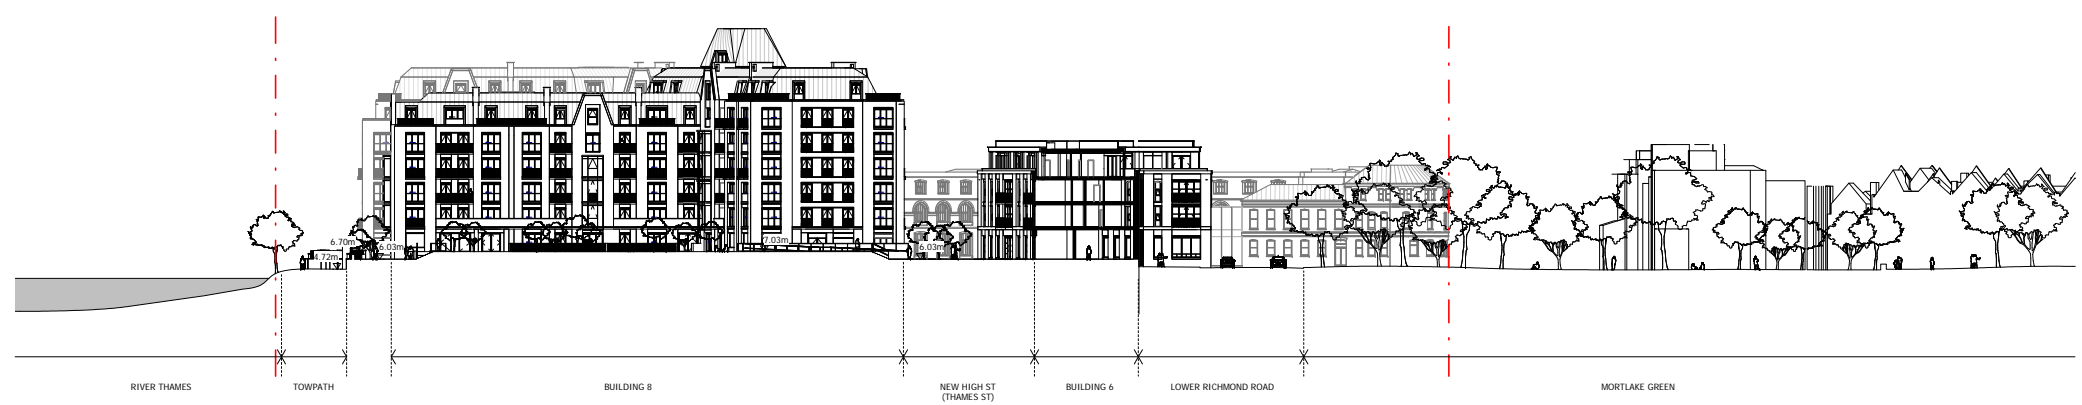 6.70m
4.72m
6.03m
7.03m
6.03m
RIVER THAMES
TOWPATH
BUILDING 8
NEW HIGH ST
(THAMES ST)
BUILDING 6
LOWER RICHMOND ROAD
MORTLAKE GREEN